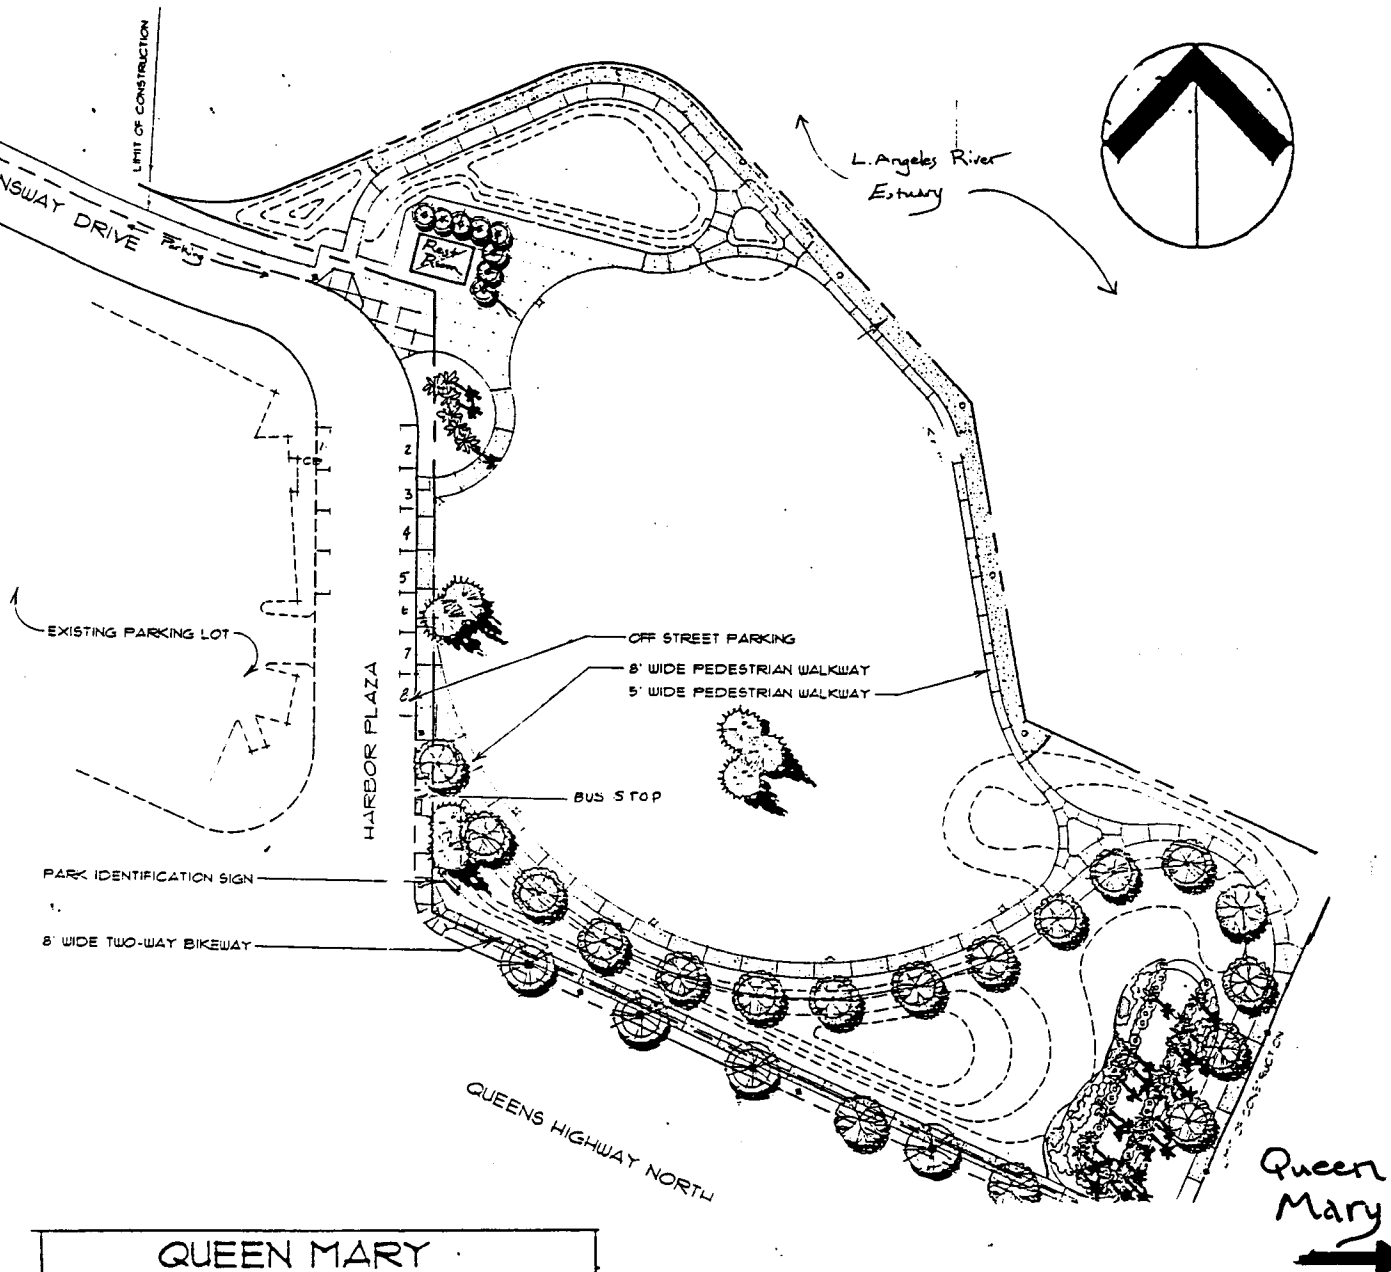 LIMIT OF CONSTRUCTION
NSWAY DRIVE
Parking
Rest
Room
L. Angeles River
Estuary
2
3
4
5
6
7
8
EXISTING PARKING LOT
HARBOR PLAZA
OFF STREET PARKING
8' WIDE PEDESTRIAN WALKWAY
5' WIDE PEDESTRIAN WALKWAY
BUS STOP
PARK IDENTIFICATION SIGN
8' WIDE TWO-WAY BIKEWAY
QUEENS HIGHWAY NORTH
CONSTRUCTION
Queen
Mary
QUEEN MARY